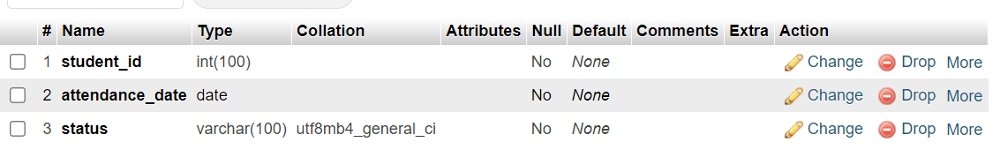 # Name Type Collation Attributes Null Default Comments Extra Action
1 student_id int(100) No None Change Drop More
2 attendance_date date No None Change Drop More
3 status varchar(100) utf8mb4_general_ci No None Change Drop More